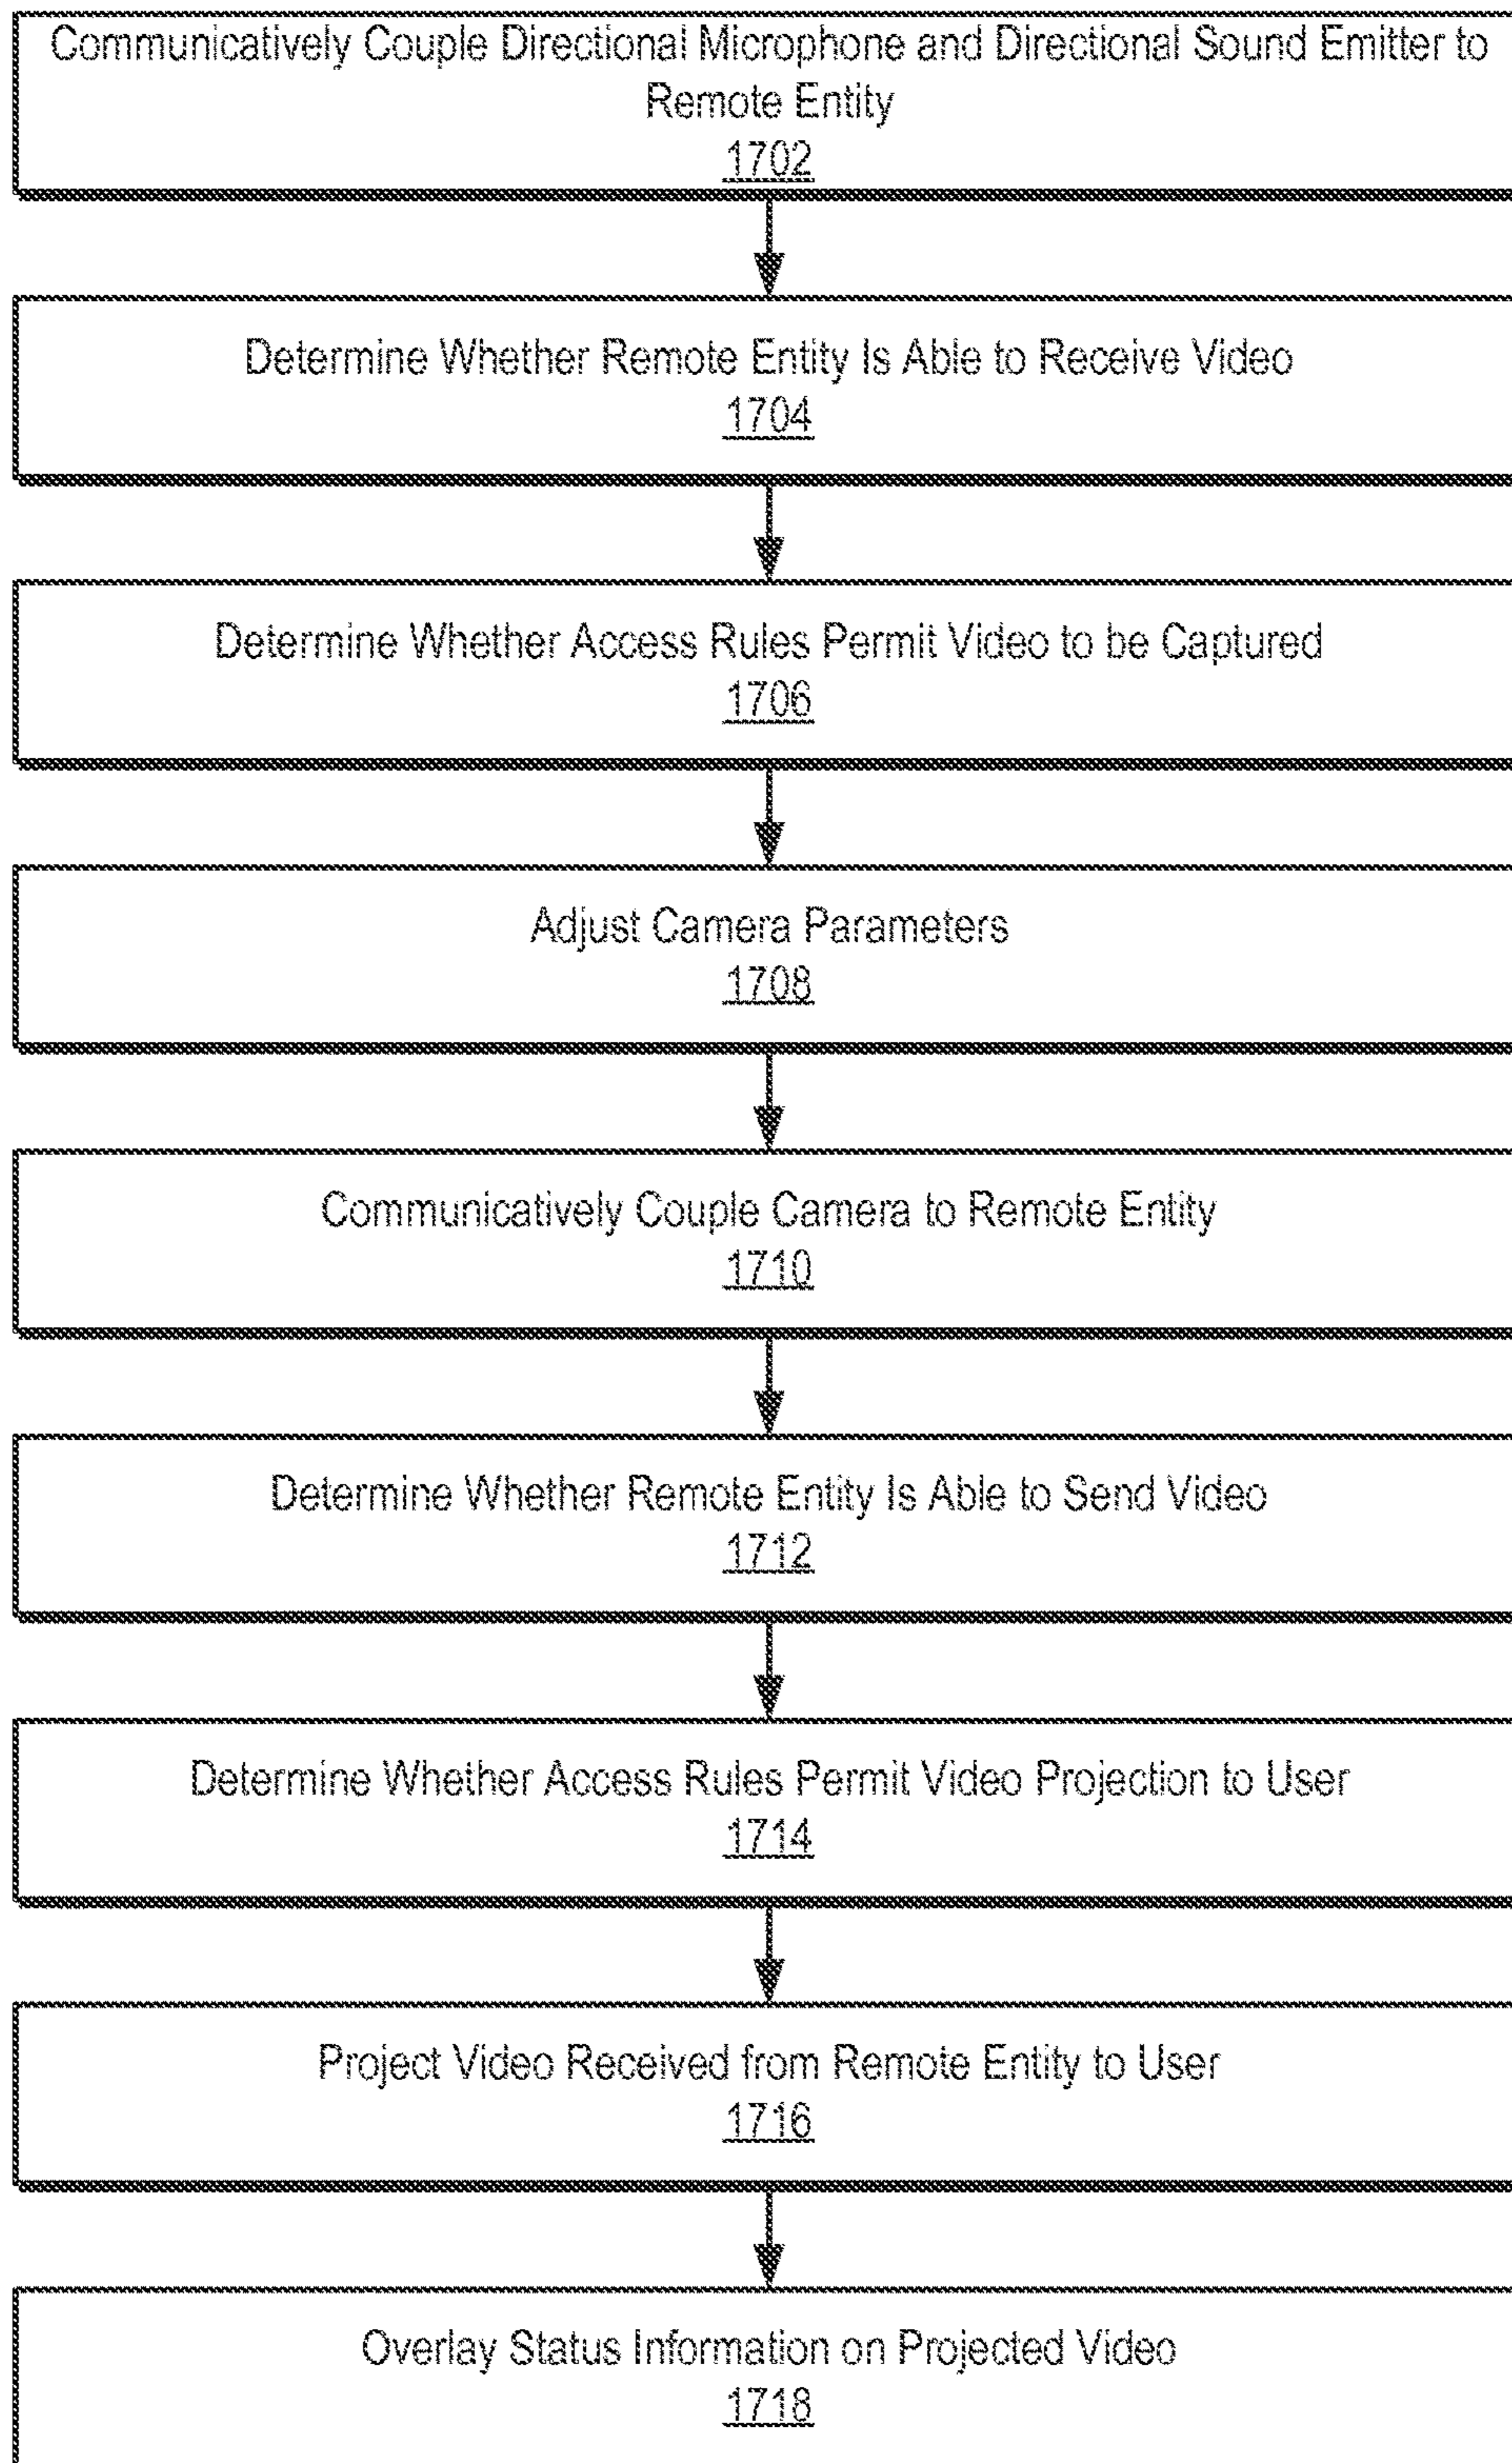 Communicatively Couple Directional Microphone and Directional Sound Emitter to
Remote Entity
1702
Determine Whether Remote Entity Is Able to Receive Video
1704
Determine Whether Access Rules Permit Video to be Captured
1706
Adjust Camera Parameters
1708
Communicatively Couple Camera to Remote Entity
1710
Determine Whether Remote Entity Is Able to Send Video
1712
Determine Whether Access Rules Permit Video Projection to User
1714
Project Video Received from Remote Entity to User
1716
Overlay Status Information on Projected Video
1718